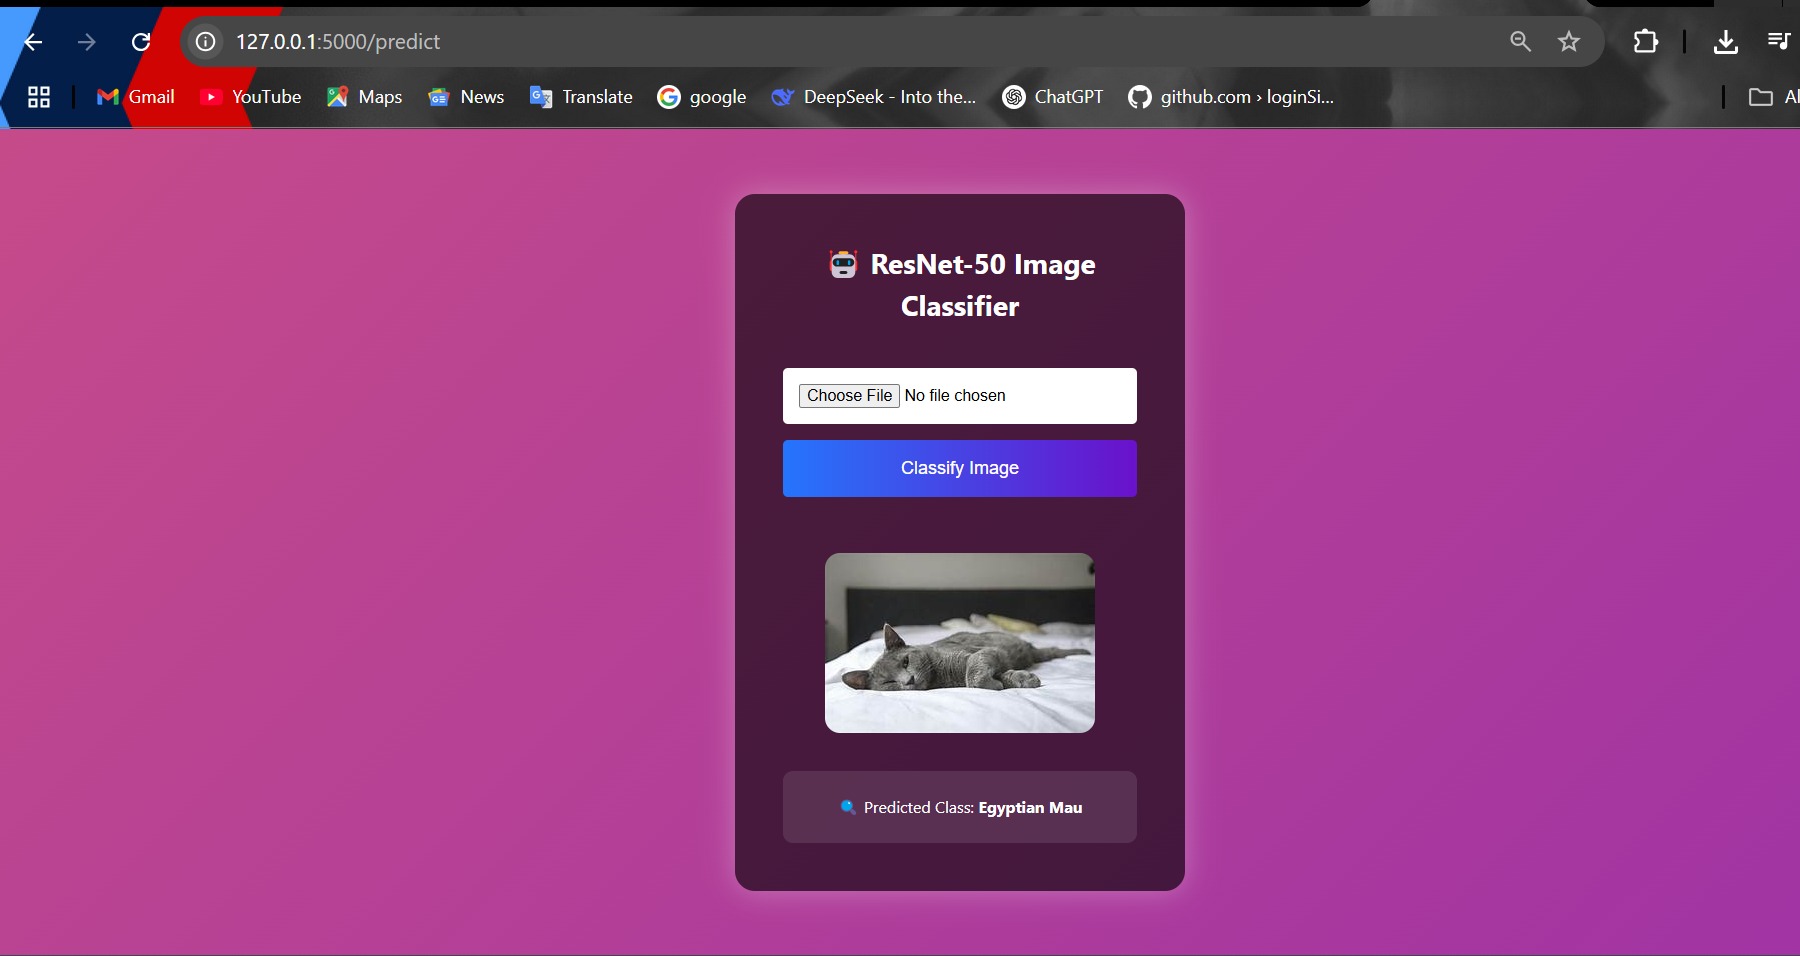 127.0.0.1:5000/predict
Gmail YouTube Maps News Translate google DeepSeek - Into the... ChatGPT github.com › loginSi...
ResNet-50 Image
Classifier
Choose File No file chosen
Classify Image
Predicted Class: Egyptian Mau